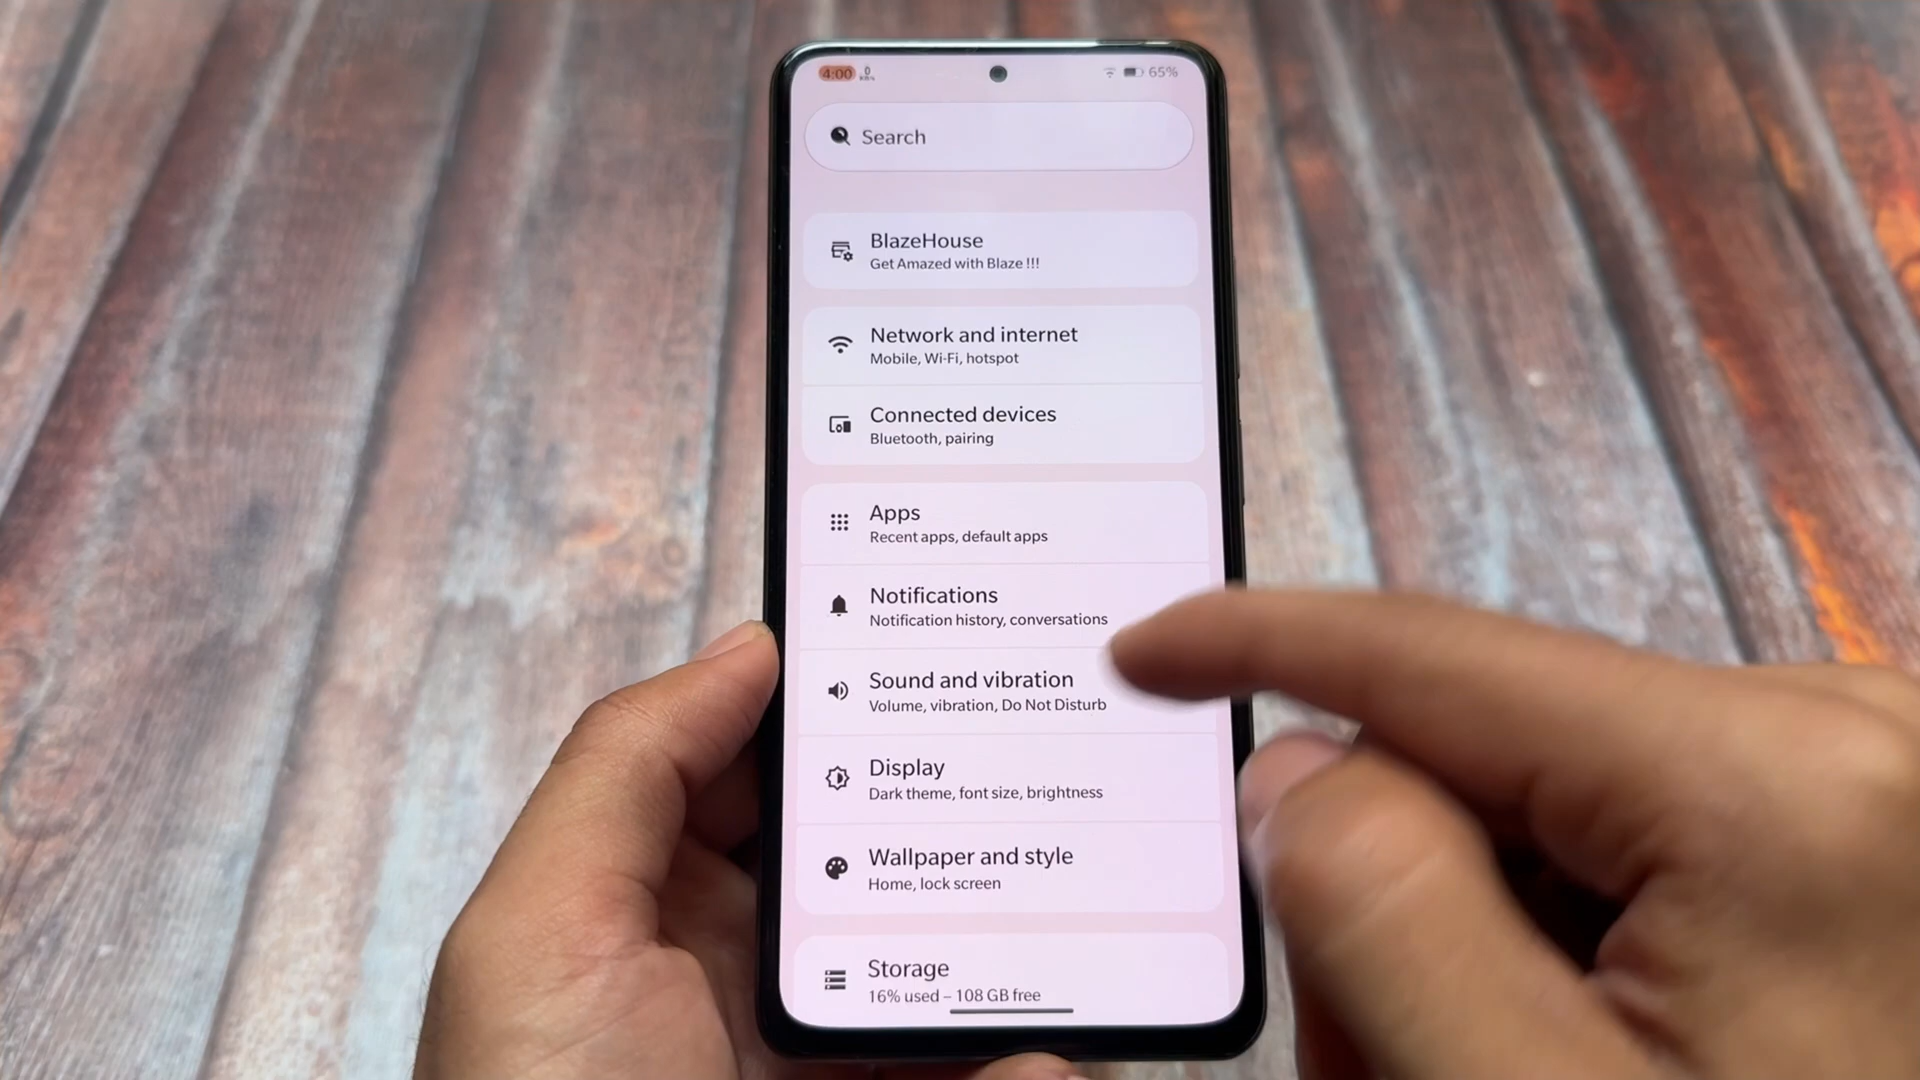 4:00 0 65%
Search
BlazeHouse
Get Amazed with Blaze !!!
Network and internet
Mobile, Wi-Fi, hotspot
Connected devices
Bluetooth, pairing
Apps
Recent apps, default apps
Notifications
Notification history, conversations
Sound and vibration
Volume, vibration, Do Not Disturb
Display
Dark theme, font size, brightness
Wallpaper and style
Home, lock screen
Storage
16% used – 108 GB free